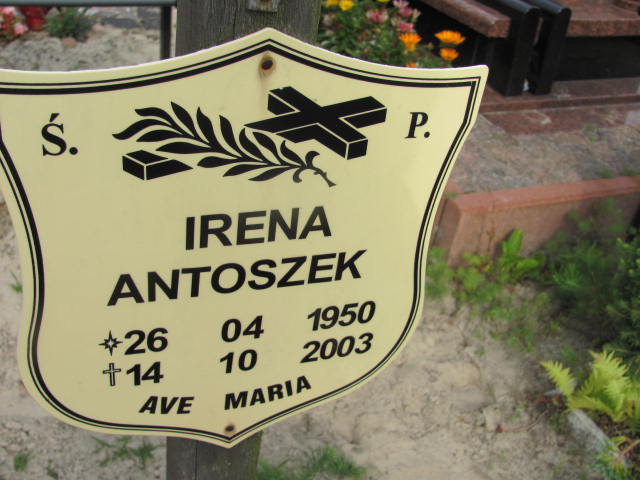 Ś. P.
IRENA
ANTOSZEK
26 04 1950
14 10 2003
AVE MARIA